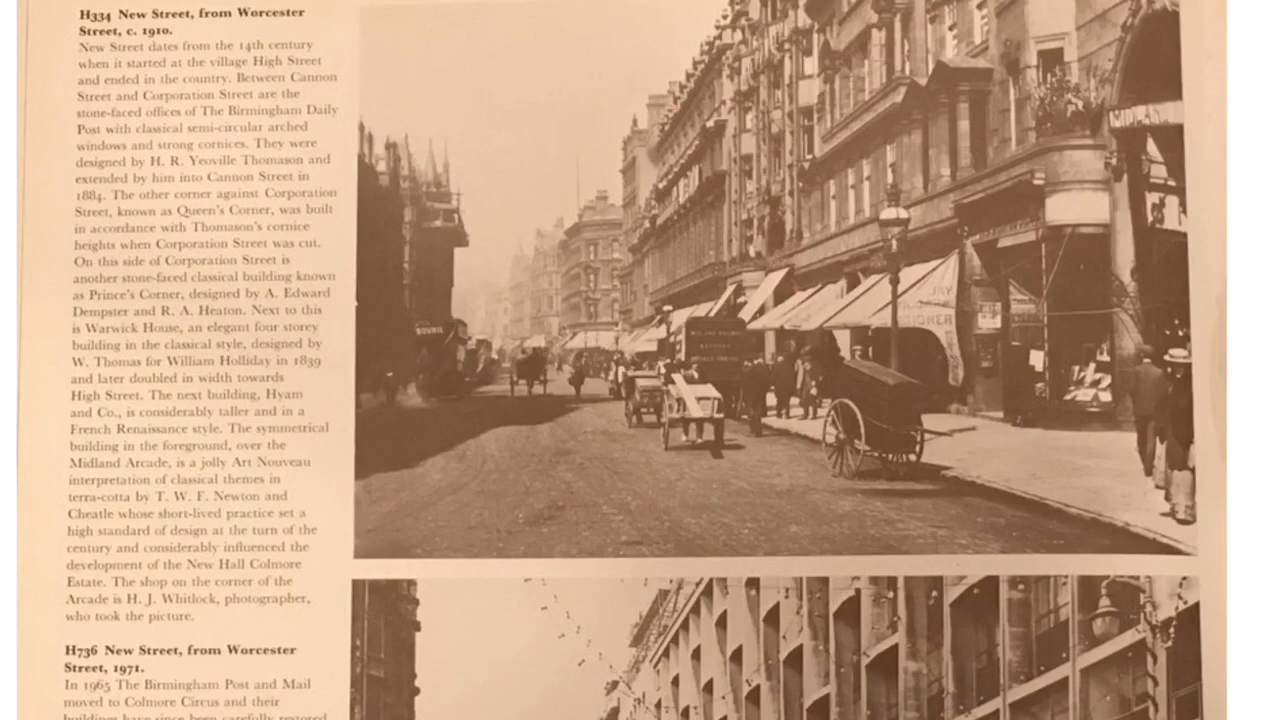 H334 New Street, from Worcester
Street, c. 1910.
New Street dates from the 14th century
when it started at the village High Street
and ended in the country. Between Cannon
Street and Corporation Street are the
stone-faced offices of The Birmingham Daily
Post with classical semi-circular arched
windows and strong cornices. They were
designed by H. R. Yeoville Thomason and
extended by him into Cannon Street in
1884. The other corner against Corporation
Street, known as Queen's Corner, was built
in accordance with Thomason's cornice
heights when Corporation Street was cut.
On this side of Corporation Street is
another stone-faced classical building known
as Prince's Corner, designed by A. Edward
Dempster and R. A. Heaton. Next to this
is Warwick House, an elegant four storey
building in the classical style, designed by
W. Thomas for William Holliday in 1839
and later doubled in width towards
High Street. The next building, Hyam
and Co., is considerably taller and in a
French Renaissance style. The symmetrical
building in the foreground, over the
Midland Arcade, is a jolly Art Nouveau
interpretation of classical themes in
terra-cotta by T. W. F. Newton and
Cheatle whose short-lived practice set a
high standard of design at the turn of the
century and considerably influenced the
development of the New Hall Colmore
Estate. The shop on the corner of the
Arcade is H. J. Whitlock, photographer,
who took the picture.
H736 New Street, from Worcester
Street, 1971.
In 1965 The Birmingham Post and Mail
moved to Colmore Circus and their
buildings have since been carefully restored
BOVRIL